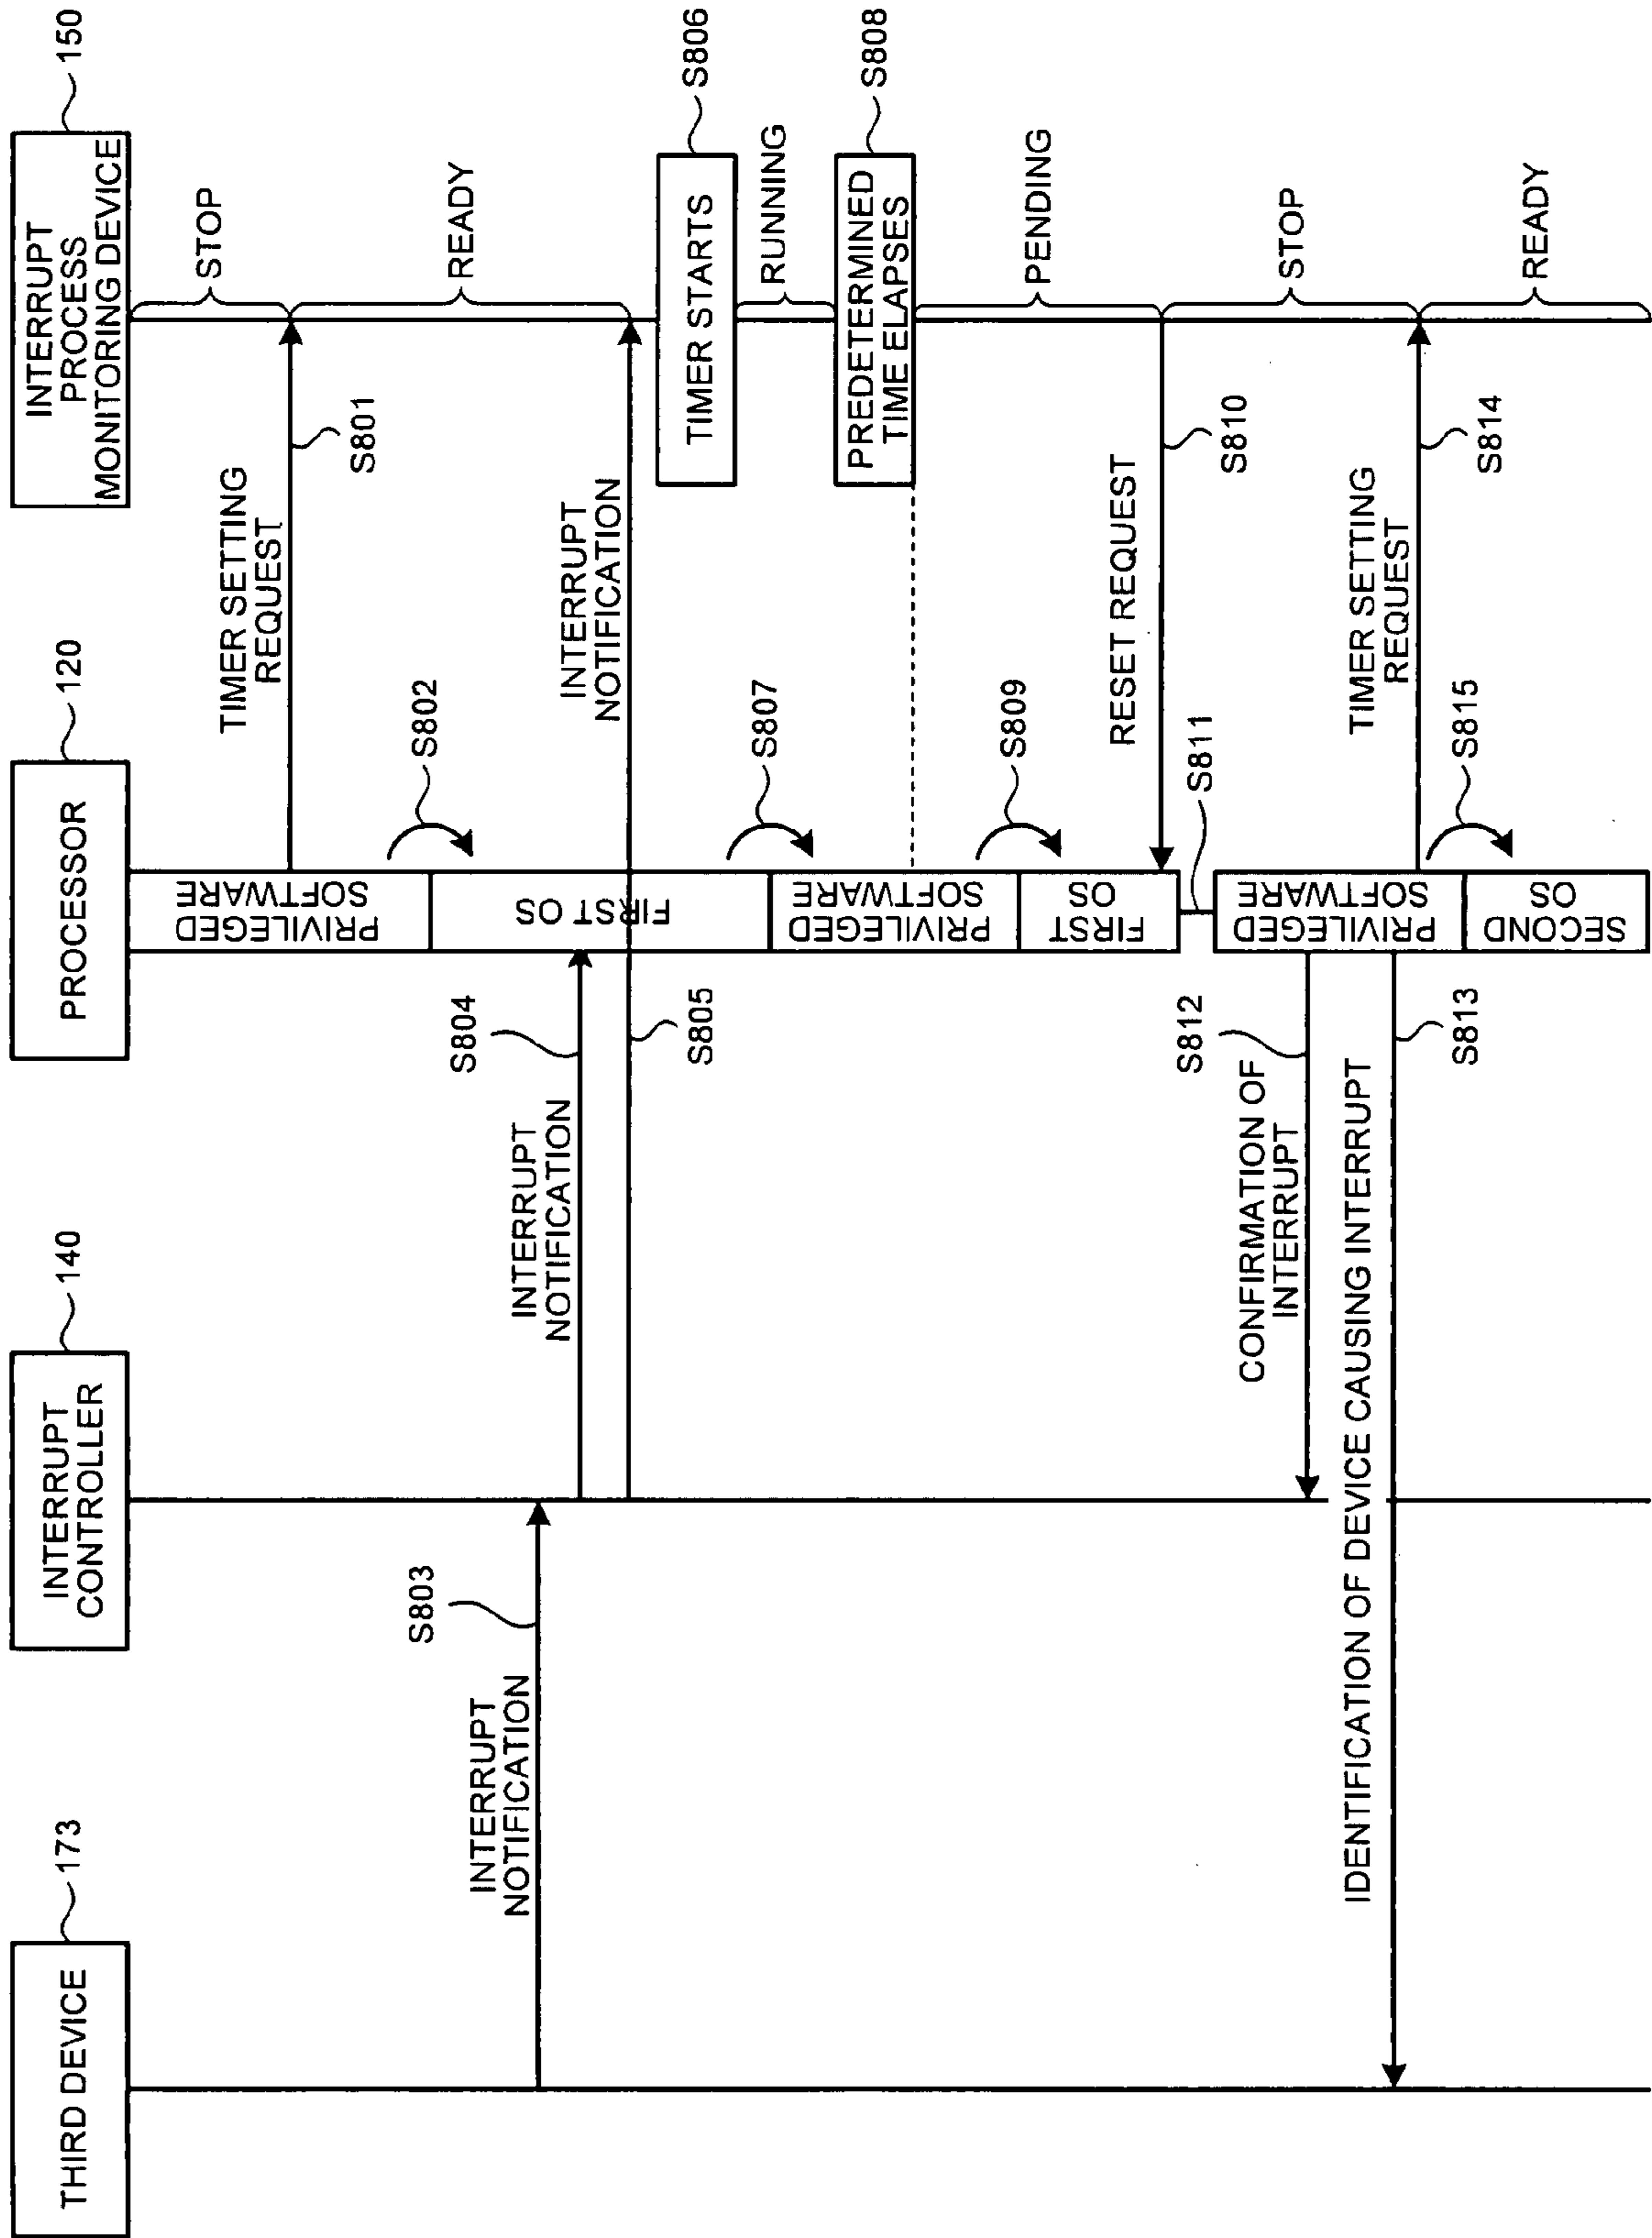 THIRD DEVICE
173
INTERRUPT
CONTROLLER
140
PROCESSOR
120
INTERRUPT
PROCESS
MONITORING DEVICE
150
STOP
PRIVILEGED
SOFTWARE
TIMER SETTING
REQUEST
S801
READY
S802
FIRST OS
INTERRUPT
NOTIFICATION
S803
INTERRUPT
NOTIFICATION
S804
INTERRUPT
NOTIFICATION
S805
TIMER STARTS
S806
RUNNING
S807
PRIVILEGED
SOFTWARE
PREDETERMINED
TIME ELAPSES
S808
PENDING
S809
FIRST
OS
RESET REQUEST
S810
STOP
S811
PRIVILEGED
SOFTWARE
CONFIRMATION OF
INTERRUPT
S812
IDENTIFICATION OF DEVICE CAUSING INTERRUPT
S813
TIMER SETTING
REQUEST
S814
READY
S815
SECOND
OS